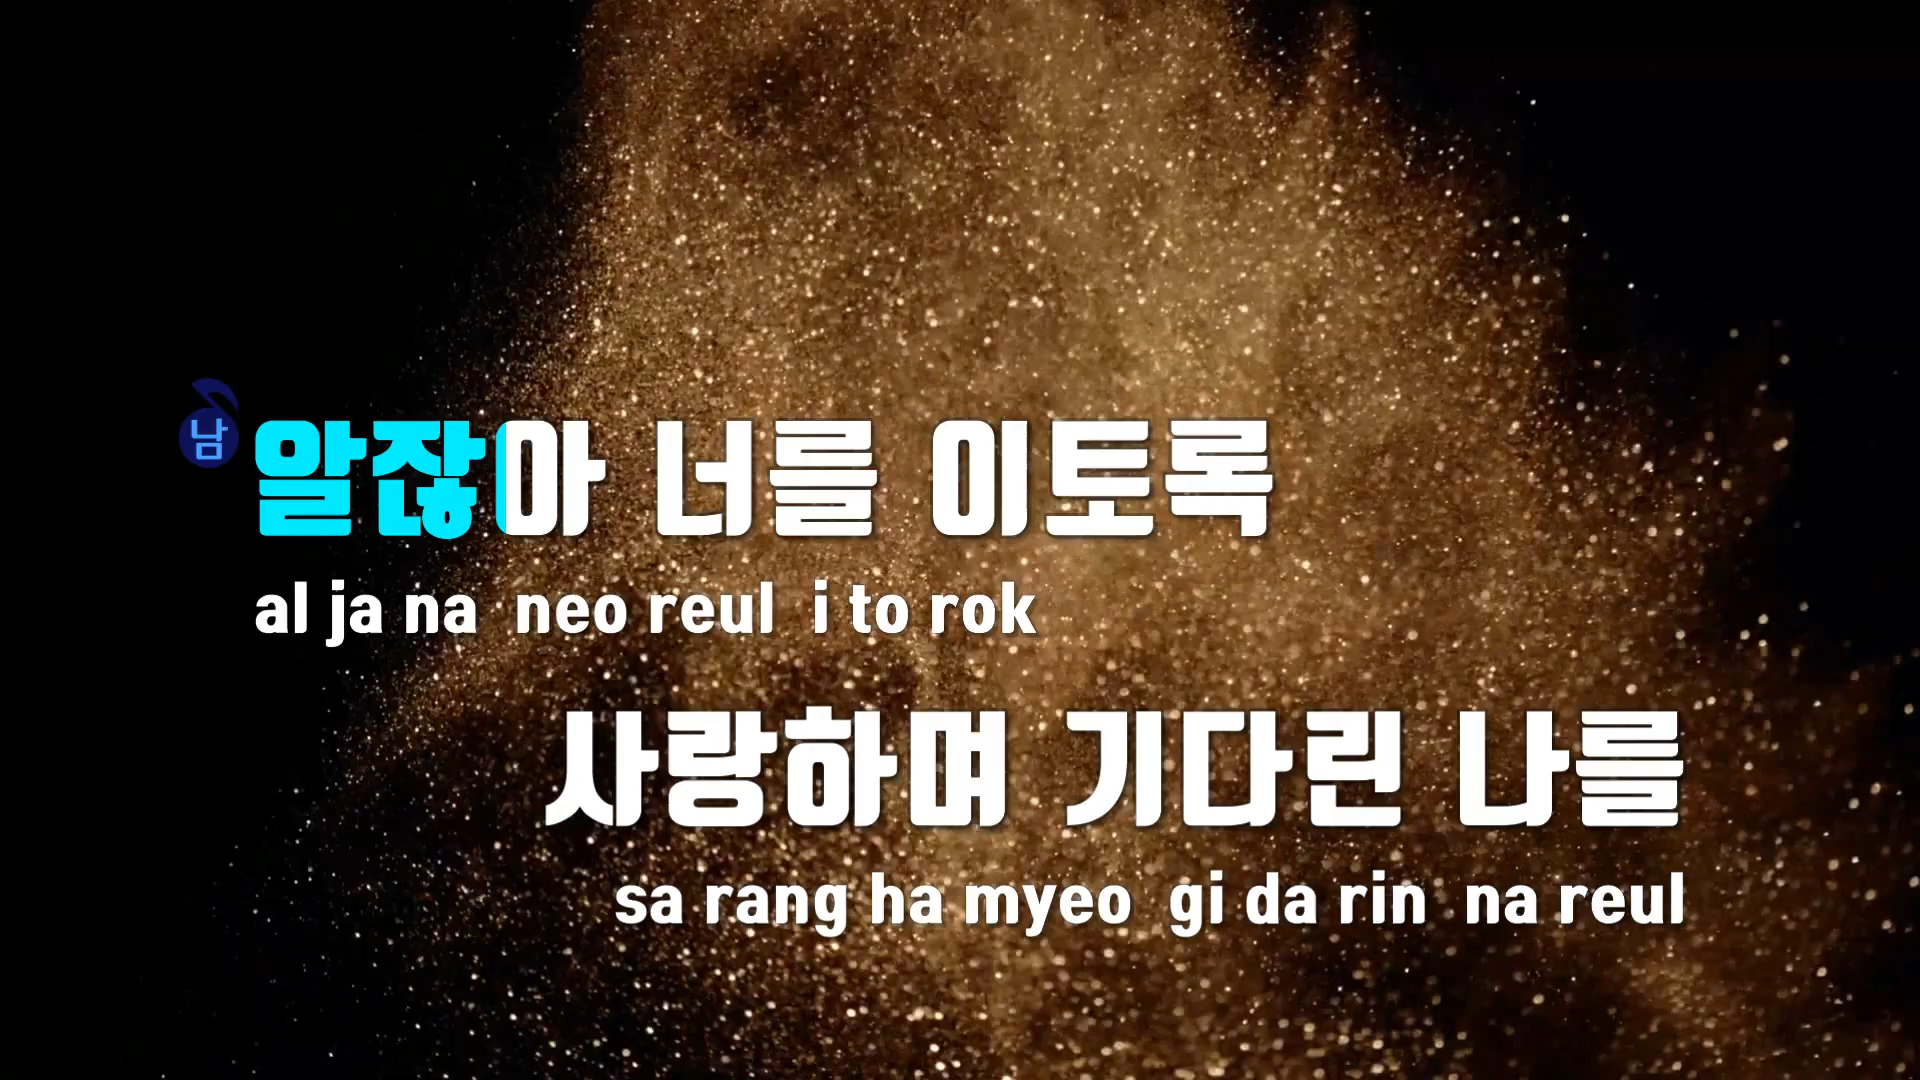 남
알잖아 너를 이토록
al ja na neo reul i to rok
사랑하며 기다린 나를
sa rang ha myeo gi da rin na reul